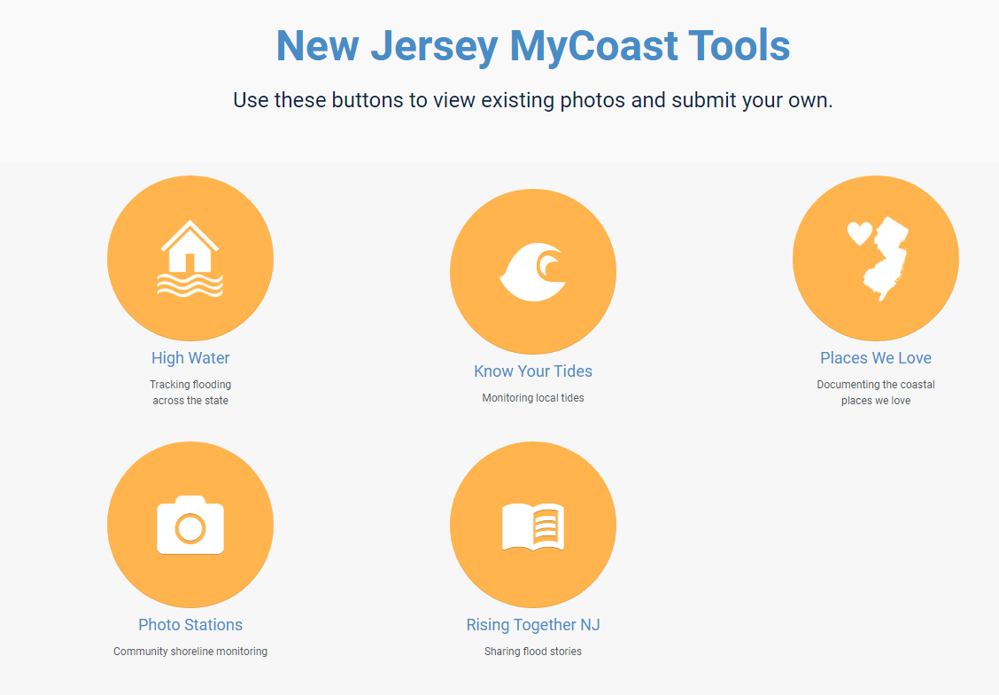 New Jersey MyCoast Tools
Use these buttons to view existing photos and submit your own.
High Water
Tracking flooding
across the state
Know Your Tides
Monitoring local tides
Places We Love
Documenting the coastal
places we love
Photo Stations
Community shoreline monitoring
Rising Together NJ
Sharing flood stories